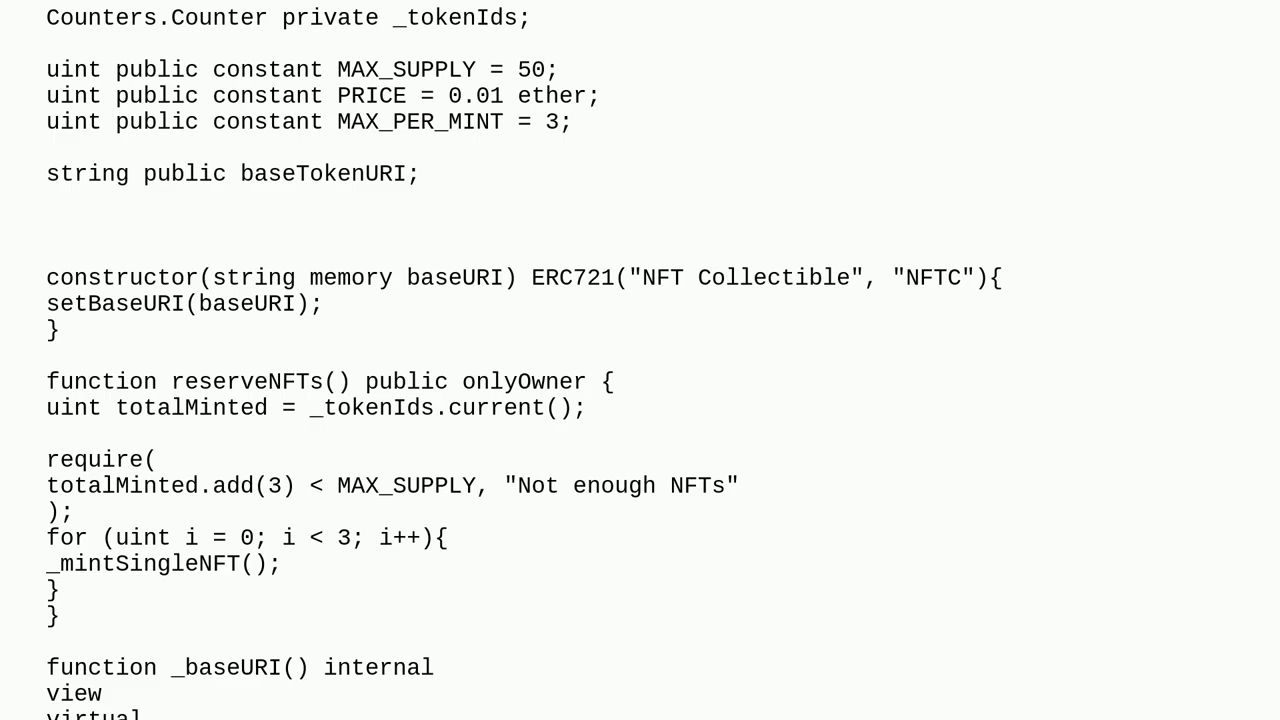 Counters.Counter private _tokenIds;
uint public constant MAX_SUPPLY = 50;
uint public constant PRICE = 0.01 ether;
uint public constant MAX_PER_MINT = 3;
string public baseTokenURI;
constructor(string memory baseURI) ERC721("NFT Collectible", "NFTC"){
setBaseURI(baseURI);
}
function reserveNFTs() public onlyOwner {
uint totalMinted = _tokenIds.current();
require(
totalMinted.add(3) < MAX_SUPPLY, "Not enough NFTs"
);
for (uint i = 0; i < 3; i++){
_mintSingleNFT();
}
}
function _baseURI() internal
view
virtual